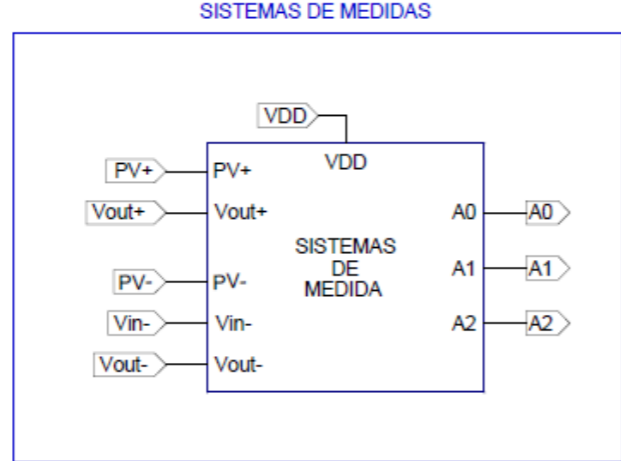 SISTEMAS DE MEDIDAS
VDD
VDD
PV+ PV+
Vout+ Vout+ A0 A0
SISTEMAS
DE
MEDIDA
A1 A1
PV- PV-
Vin- Vin- A2 A2
Vout- Vout-